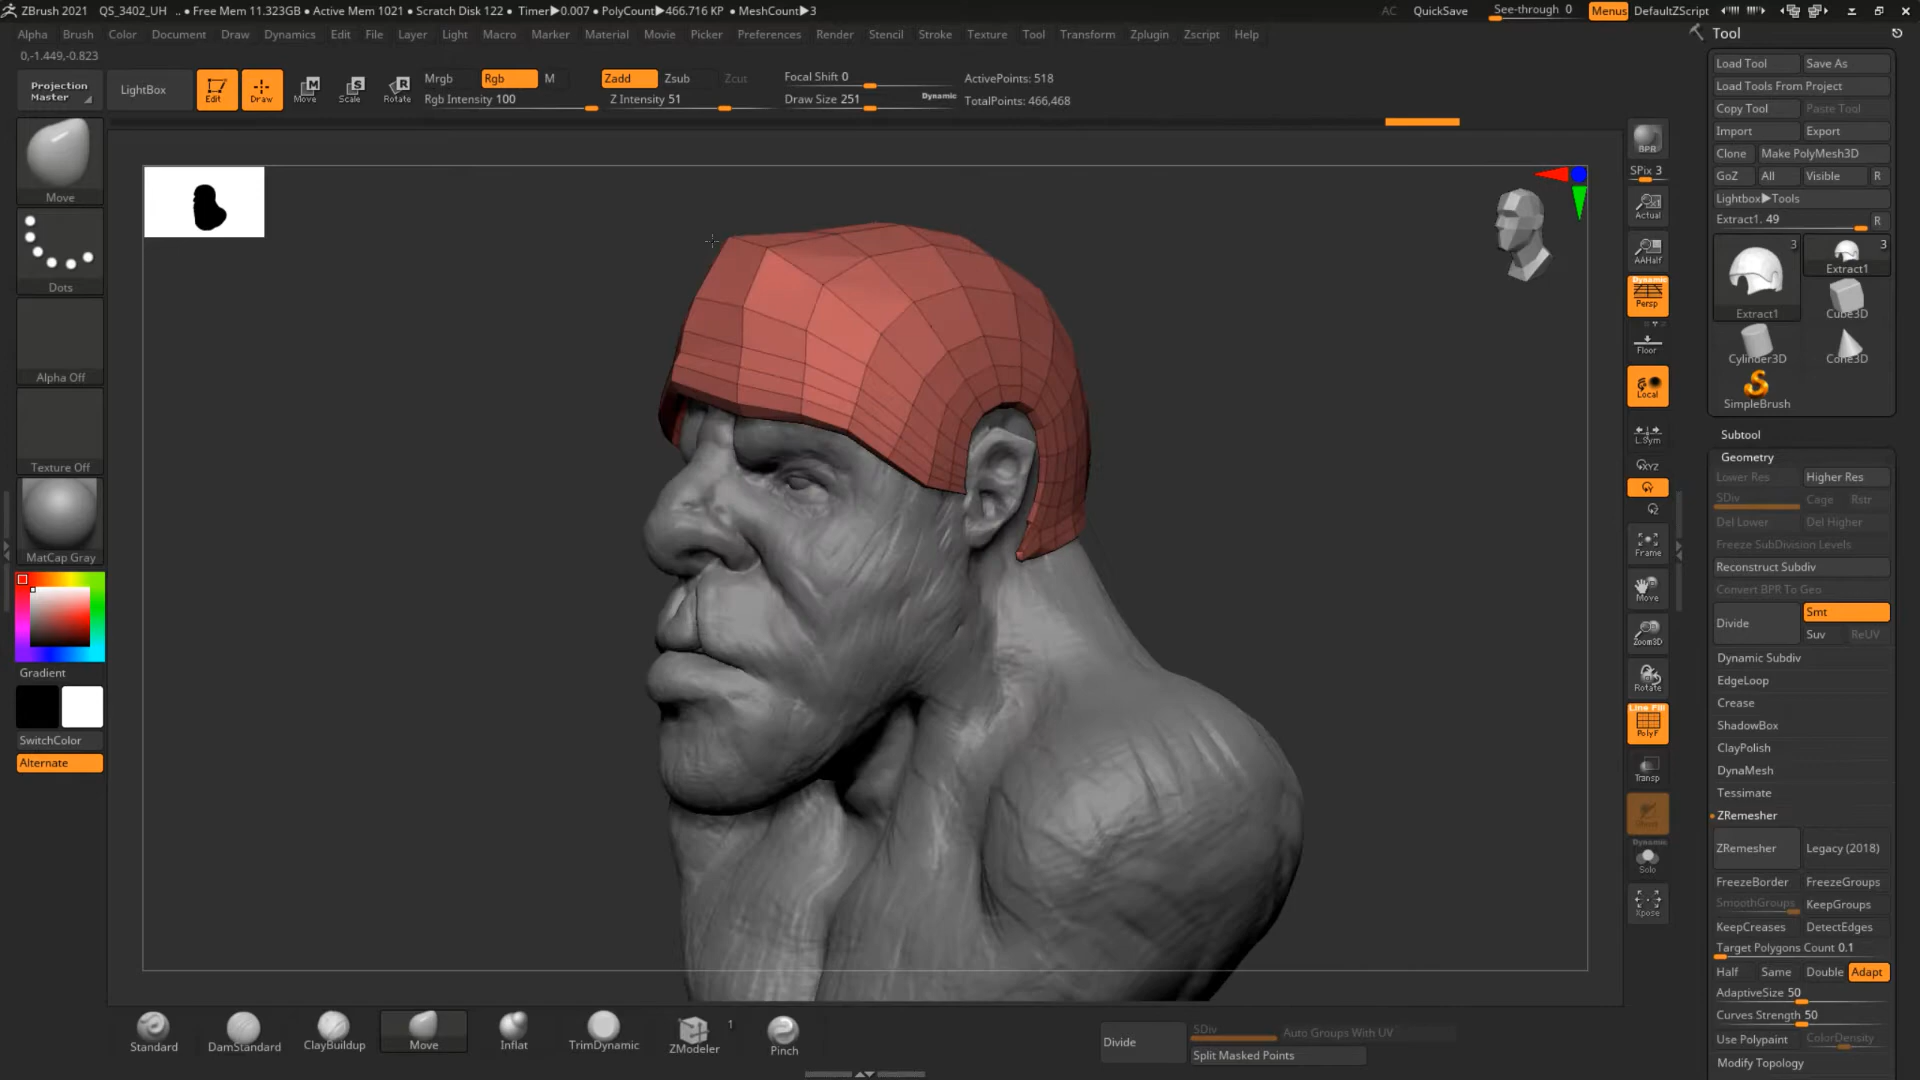 ZBrush 2021 QS_3402_UH .. • Free Mem 11.323GB • Active Mem 1021 • Scratch Disk 122 • Timer▶0.007 • PolyCount▶466.716 KP • MeshCount▶3 AC QuickSave See-through 0 Menus DefaultZScript
Alpha Brush Color Document Draw Dynamics Edit File Layer Light Macro Marker Material Movie Picker Preferences Render Stencil Stroke Texture Tool Transform Zplugin Zscript Help
0,-1.449,-0.823
Projection Master
LightBox
Edit
Draw
Move
Scale
Rotate
Mrgb Rgb M
Rgb Intensity 100
Zadd Zsub Zcut
Z Intensity 51
Focal Shift 0
Draw Size 251
Dynamic
ActivePoints: 518
TotalPoints: 466,468
Move
Dots
Alpha Off
Texture Off
MatCap Gray
Gradient
SwitchColor
Alternate
BPR
SPix 3
Actual
AAHalf
Dynamic
Persp
Floor
Local
L.Sym
Frame
Move
Zoom3D
Rotate
Line Fill
PolyF
Transp
Dynamic
Solo
Xpose
Tool
Load Tool Save As
Load Tools From Project
Copy Tool Paste Tool
Import Export
Clone Make PolyMesh3D
GoZ All Visible R
Lightbox▶Tools
Extract1. 49 R
3 3
Extract1
Extract1
Cube3D
Cylinder3D Cone3D
SimpleBrush
Subtool
Geometry
Lower Res Higher Res
SDiv Cage Rstr
Del Lower Del Higher
Freeze SubDivision Levels
Reconstruct Subdiv
Convert BPR To Geo
Divide
Smt
Suv ReUV
Dynamic Subdiv
EdgeLoop
Crease
ShadowBox
ClayPolish
DynaMesh
Tessimate
ZRemesher
ZRemesher Legacy (2018)
FreezeBorder FreezeGroups
SmoothGroups KeepGroups
KeepCreases DetectEdges
Target Polygons Count 0.1
Half Same Double Adapt
AdaptiveSize 50
Curves Strength 50
Use Polypaint ColorDensity
Modify Topology
Standard
DamStandard
ClayBuildup
Move
Inflat
TrimDynamic
ZModeler
1
Pinch
Divide
SDiv
Auto Groups With UV
Split Masked Points